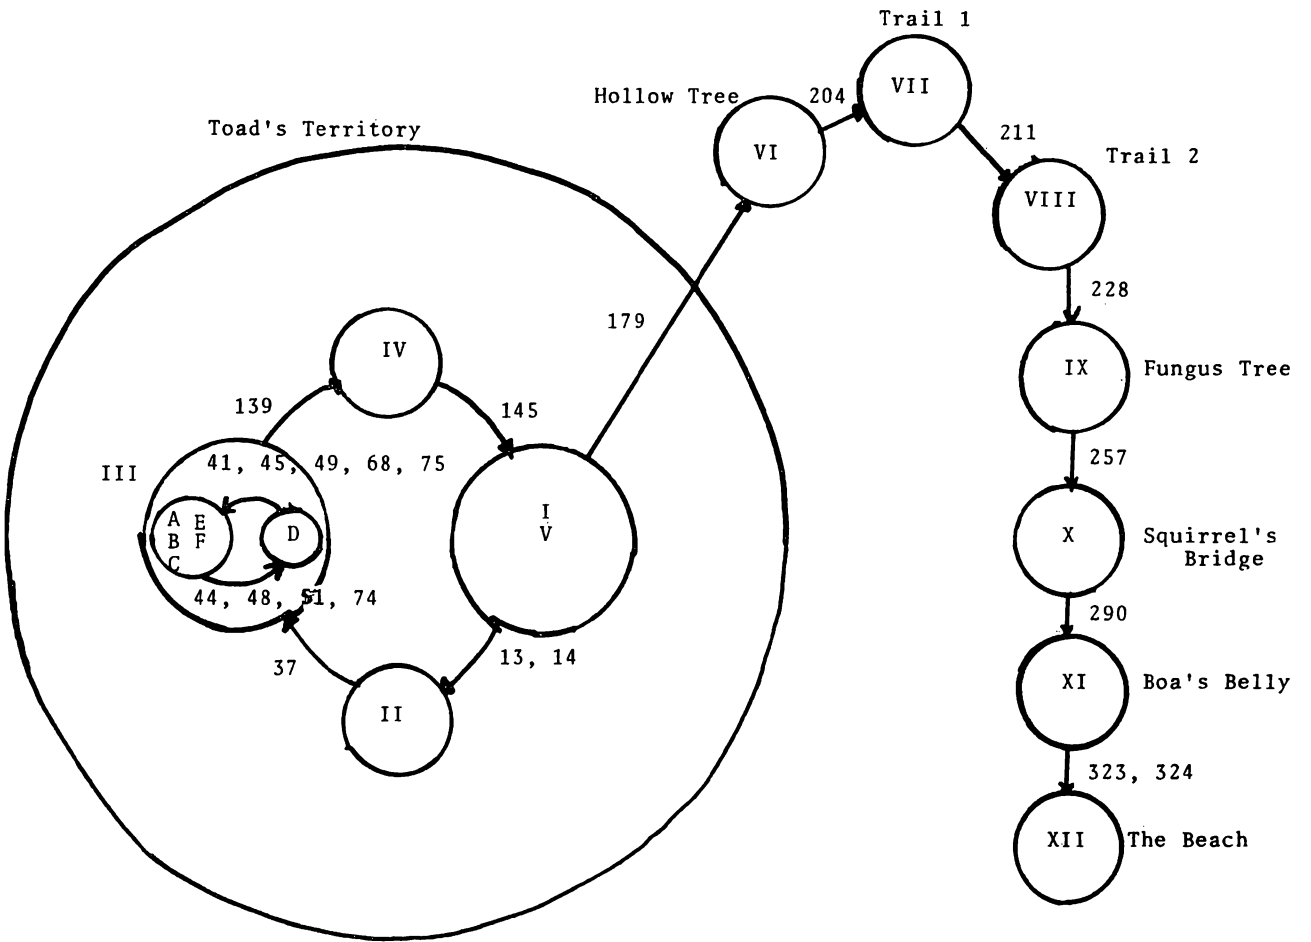 Trail 1
Hollow Tree
204
VII
Toad's Territory
211
VI
Trail 2
VIII
228
179
IV
IX
Fungus Tree
139
145
257
III
41, 45, 49, 68, 75
I
V
A E
B F
C
D
X
Squirrel's
Bridge
44, 48, 51, 74
290
37
13, 14
XI
Boa's Belly
II
323, 324
XII
The Beach